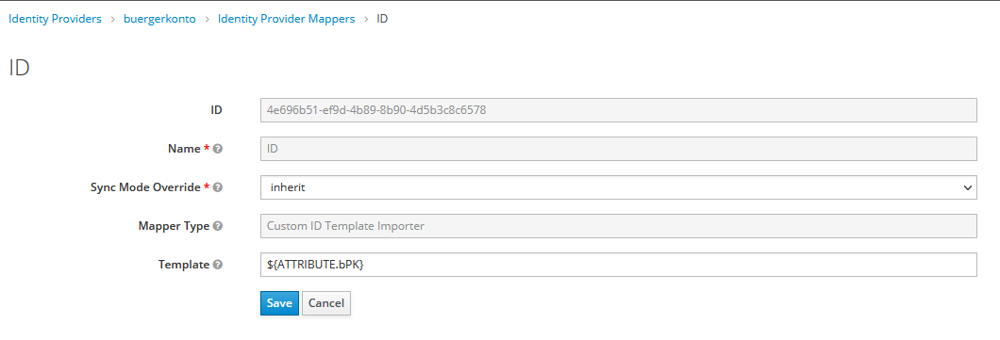 Identity Providers > buergerkonto > Identity Provider Mappers > ID
ID
ID 4e696b51-ef9d-4b89-8b90-4d5b3c8c6578
Name * ID
Sync Mode Override * inherit
Mapper Type Custom ID Template Importer
Template ${ATTRIBUTE.bPK}
Save Cancel